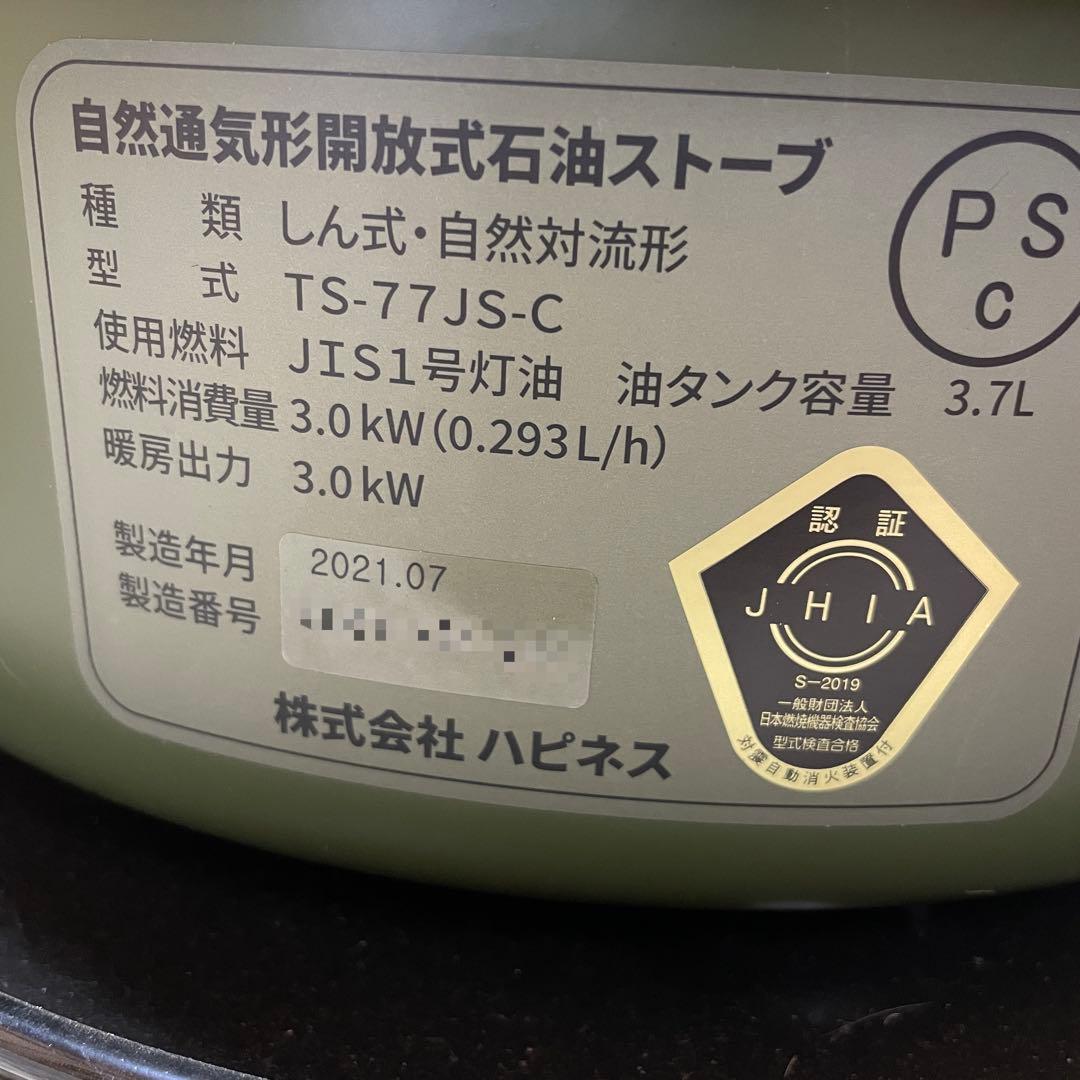 自然通気形開放式石油ストーブ
種類 しん式・自然対流形
型式 TS-77JS-C
使用燃料 JIS1号灯油 油タンク容量 3.7L
燃料消費量 3.0kW(0.293L/h)
暖房出力 3.0kW
製造年月 2021.07
製造番号
株式会社 ハピネス
PS
C
認証
JHIA
S-2019
一般財団法人
日本燃焼機器検査協会
型式検査合格
対震自動消火装置付